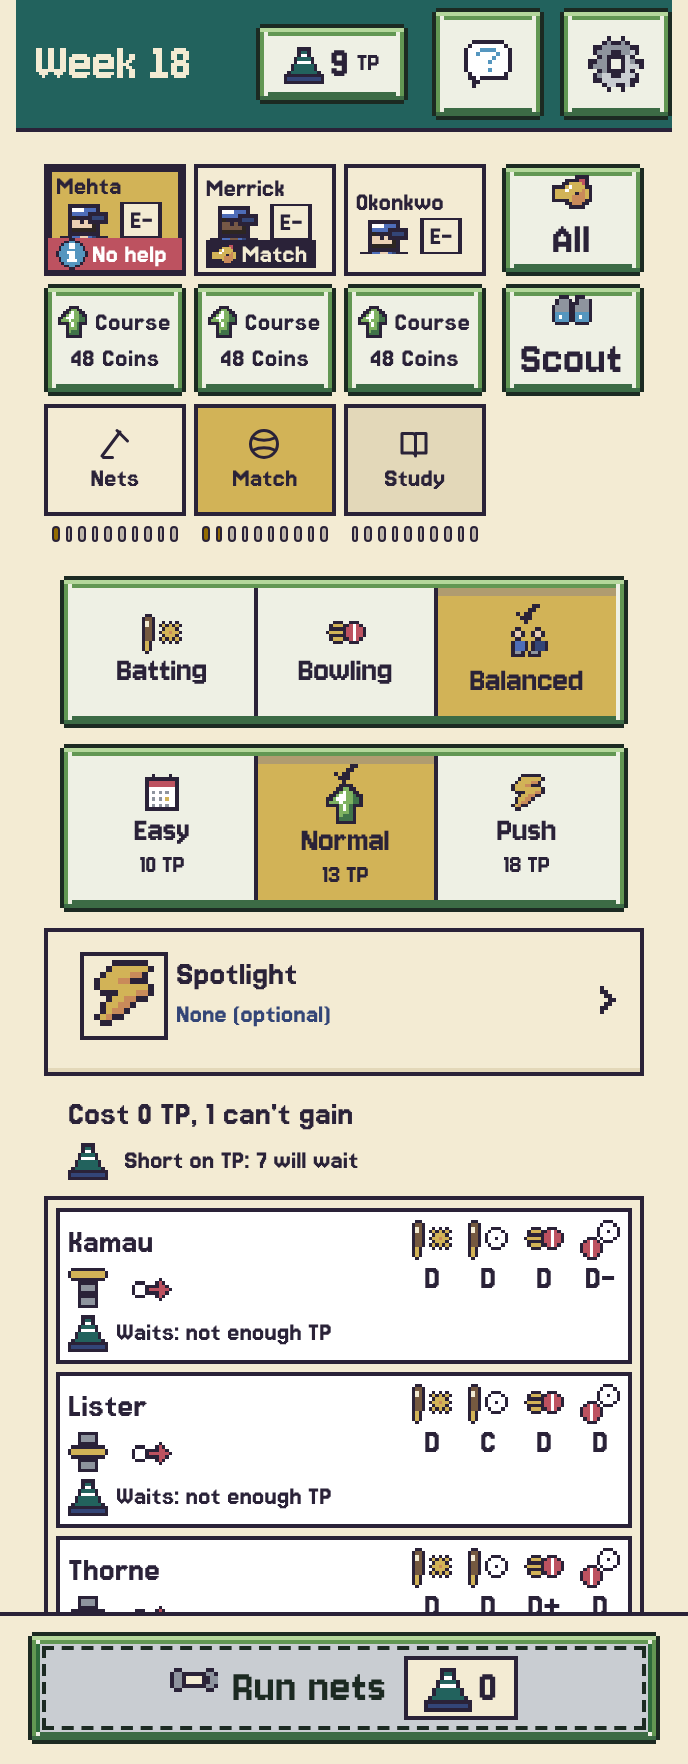 Week 18
9 TP
?
Mehta
E-
No help
Merrick
E-
Match
Okonkwo
E-
All
Course
48 Coins
Course
48 Coins
Course
48 Coins
Scout
Nets
Match
Study
Batting
Bowling
Balanced
Easy
10 TP
Normal
13 TP
Push
18 TP
Spotlight
None (optional)
Cost 0 TP, 1 can't gain
Short on TP: 7 will wait
Kamau
D D D D-
Waits: not enough TP
Lister
D C D D
Waits: not enough TP
Thorne
D D D+ D
Run nets 0